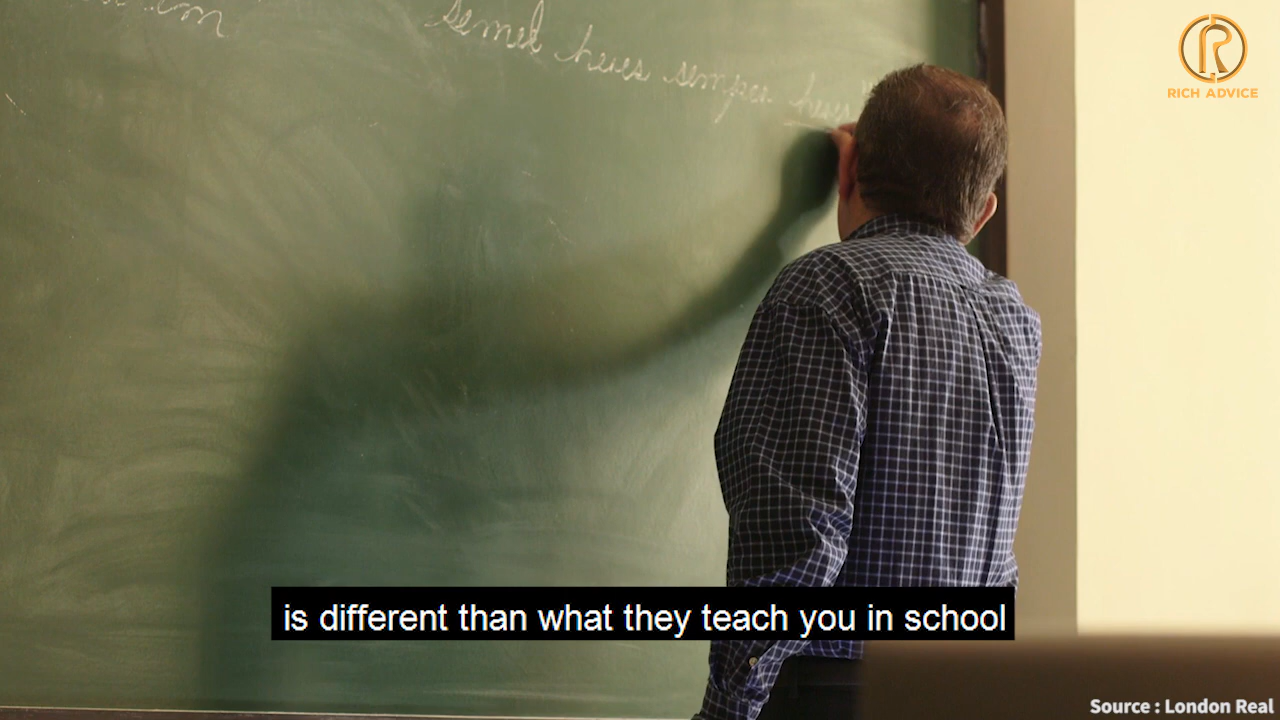 semel heres semper heres
R
RICH ADVICE
is different than what they teach you in school
Source : London Real